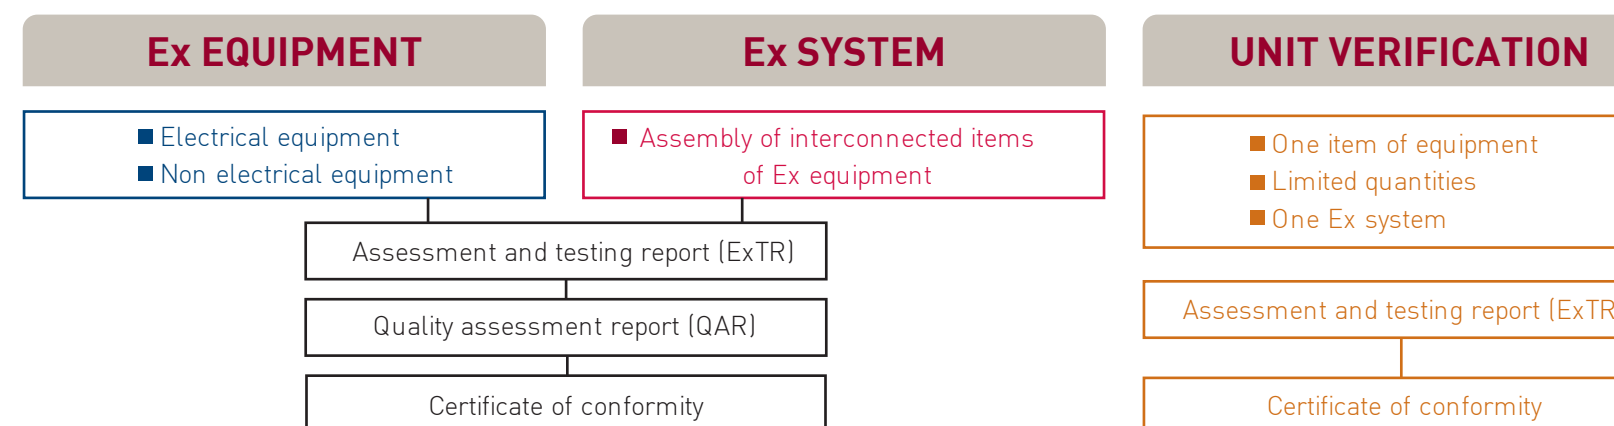 Ex EQUIPMENT
Electrical equipment
Non electrical equipment
Ex SYSTEM
Assembly of interconnected items
of Ex equipment
Assessment and testing report (ExTR)
Quality assessment report (QAR)
Certificate of conformity
UNIT VERIFICATION
One item of equipment
Limited quantities
One Ex system
Assessment and testing report (ExTR
Certificate of conformity